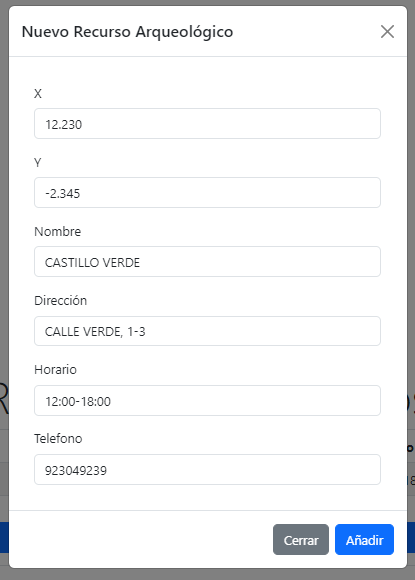 Nuevo Recurso Arqueológico
X
12.230
Y
-2.345
Nombre
CASTILLO VERDE
Dirección
CALLE VERDE, 1-3
Horario
12:00-18:00
Telefono
923049239
Cerrar
Añadir